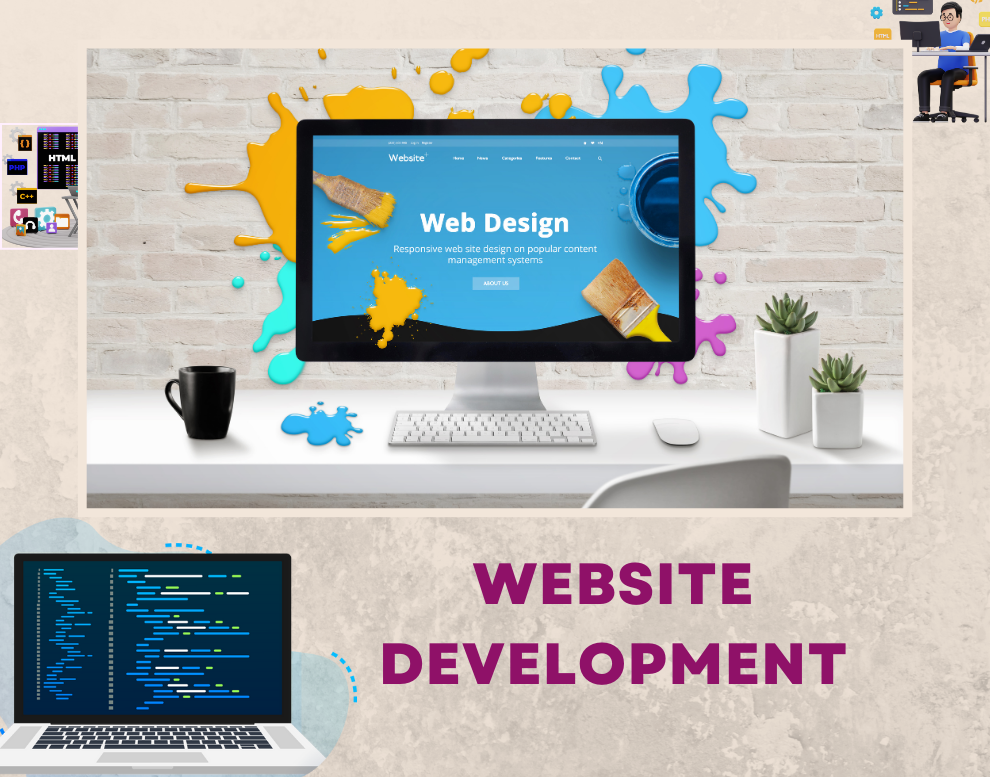 HTML
{}
HTML
PHP
C++
Website
Home
News
Categories
Features
Contact
Web Design
Responsive web site design on popular content
management systems
ABOUT US
WEBSITE
DEVELOPMENT